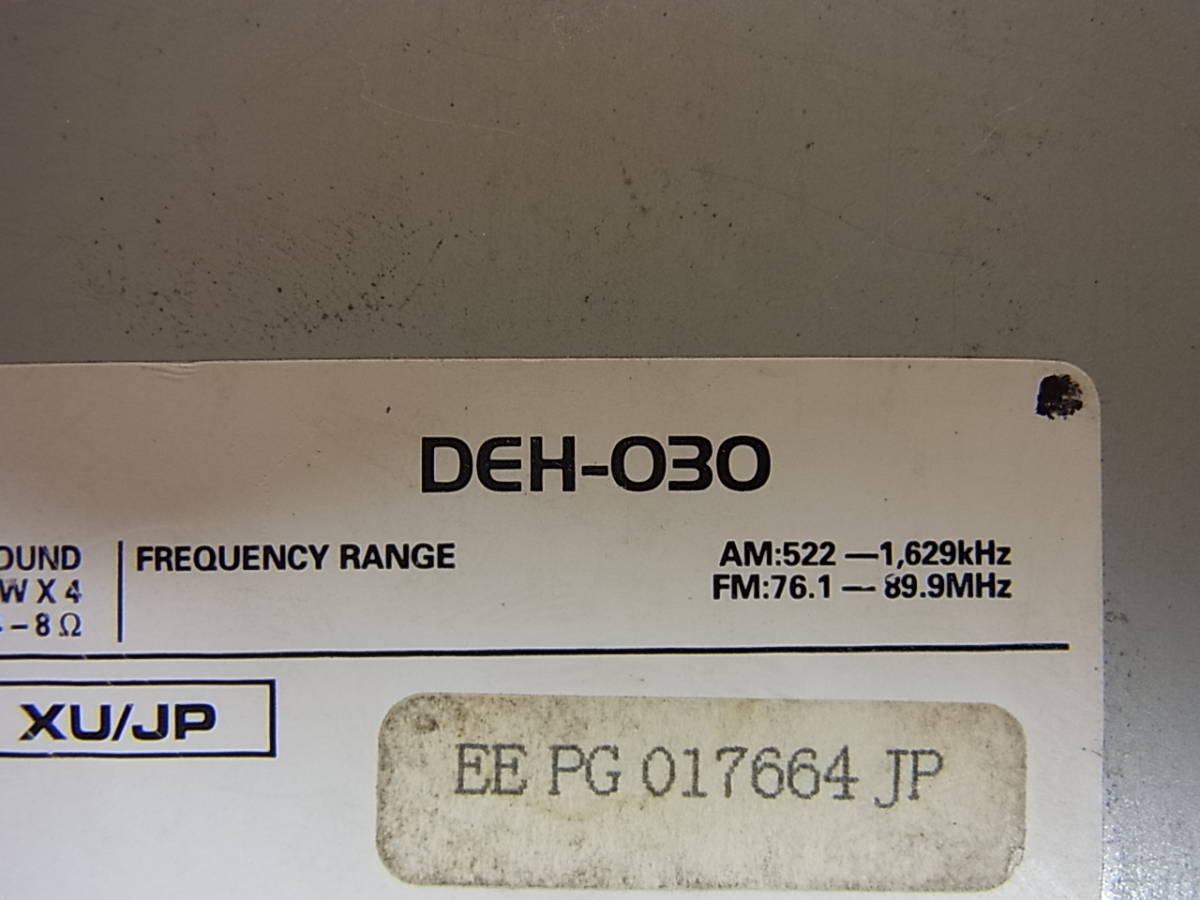 DEH-030
FREQUENCY RANGE AM:522 —1,629kHz
FM:76.1 — 89.9MHz
W X 4
– 8 Ω
XU/JP
EE PG 017664 JP